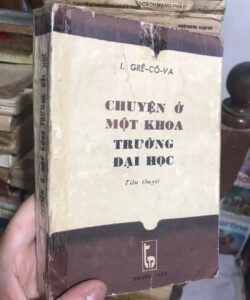 I. GRÊ-CÔ-VA
CHUYỆN Ở
MỘT KHOA
TRƯỜNG
ĐẠI HỌC
Tiểu thuyết
THANH NIÊN